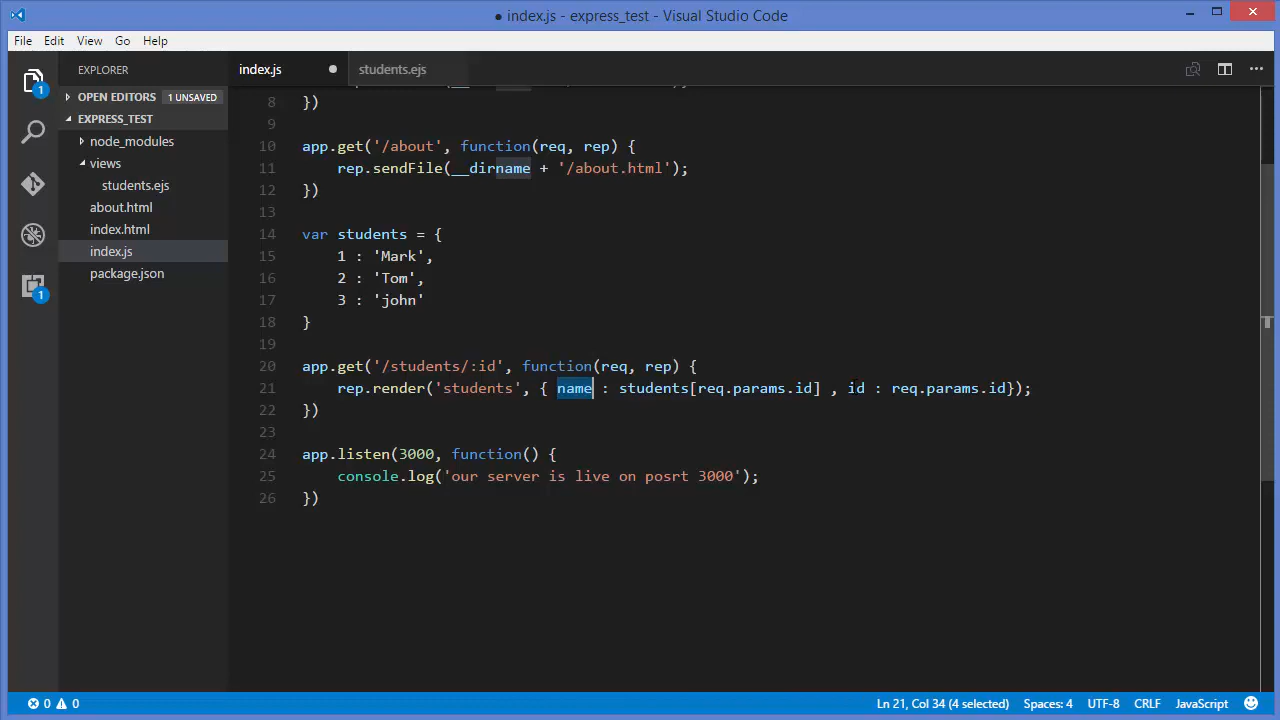 ● index.js - express_test - Visual Studio Code
File Edit View Go Help
EXPLORER
index.js
students.ejs
OPEN EDITORS 1 UNSAVED
EXPRESS_TEST
node_modules
views
students.ejs
about.html
index.html
index.js
package.json
1
1
8 })
9
10 app.get('/about', function(req, rep) {
11 rep.sendFile(__dirname + '/about.html');
12 })
13
14 var students = {
15 1 : 'Mark',
16 2 : 'Tom',
17 3 : 'john'
18 }
19
20 app.get('/students/:id', function(req, rep) {
21 rep.render('students', { name : students[req.params.id] , id : req.params.id});
22 })
23
24 app.listen(3000, function() {
25 console.log('our server is live on posrt 3000');
26 })
0 0 Ln 21, Col 34 (4 selected) Spaces: 4 UTF-8 CRLF JavaScript